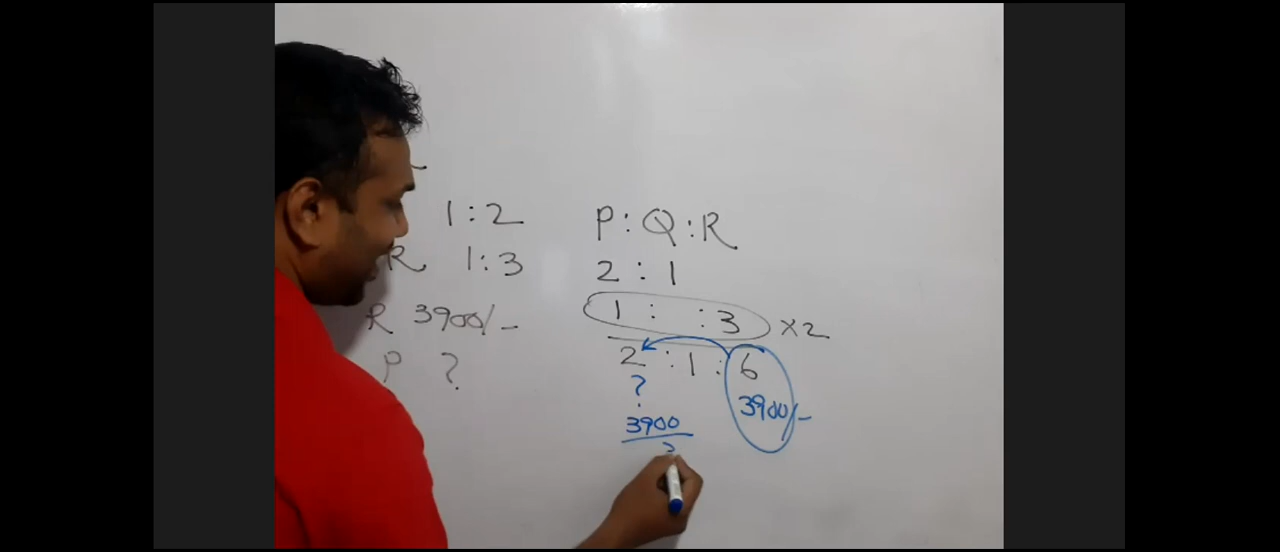 1:2
R 1:3
R 3900/-
P ?
P:Q:R
2:1
1: :3 ×2
2:1:6
? 3900/-
3900